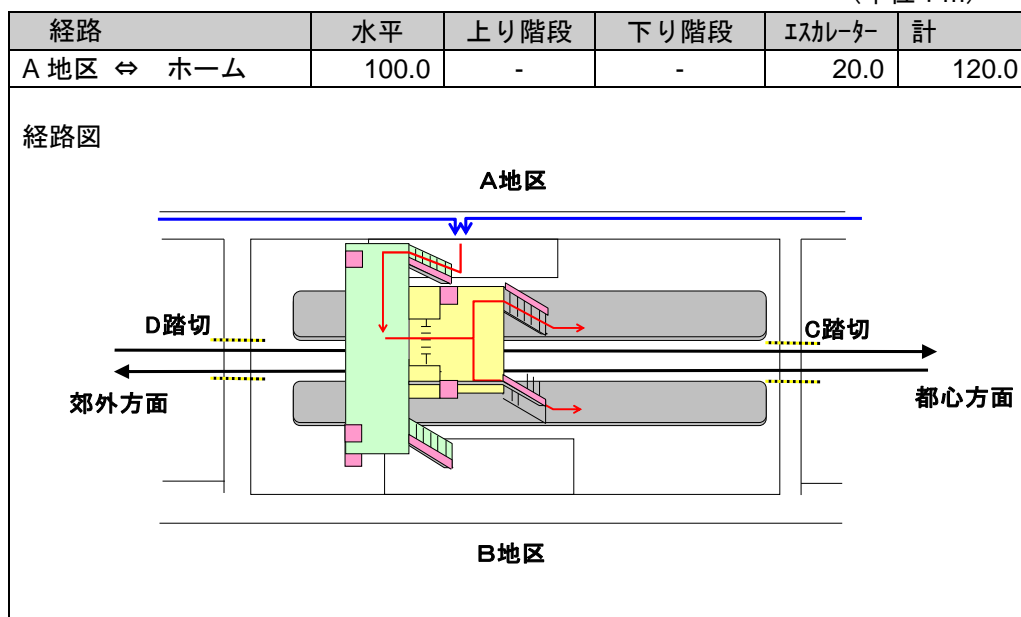 経路 水平 上り階段 下り階段 ｴｽｶﾚｰﾀｰ 計
A 地区 ⇔ ホーム 100.0 - - 20.0 120.0
経路図
A地区
D踏切
C踏切
郊外方面
都心方面
B地区